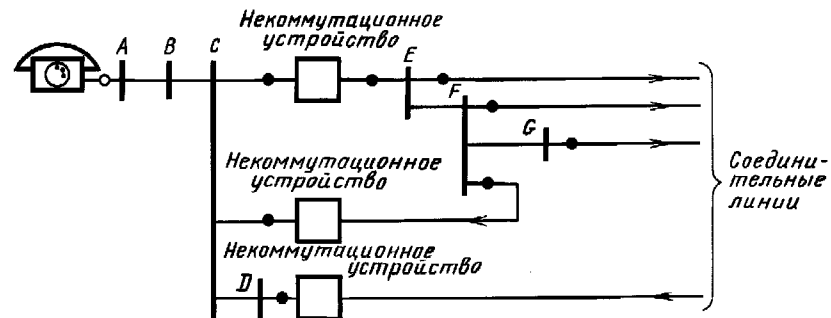 Некоммутационное
устройство
A
B
C
E
F
G
Соедини-
тельные
линии
Некоммутационное
устройство
Некоммутационное
устройство
D